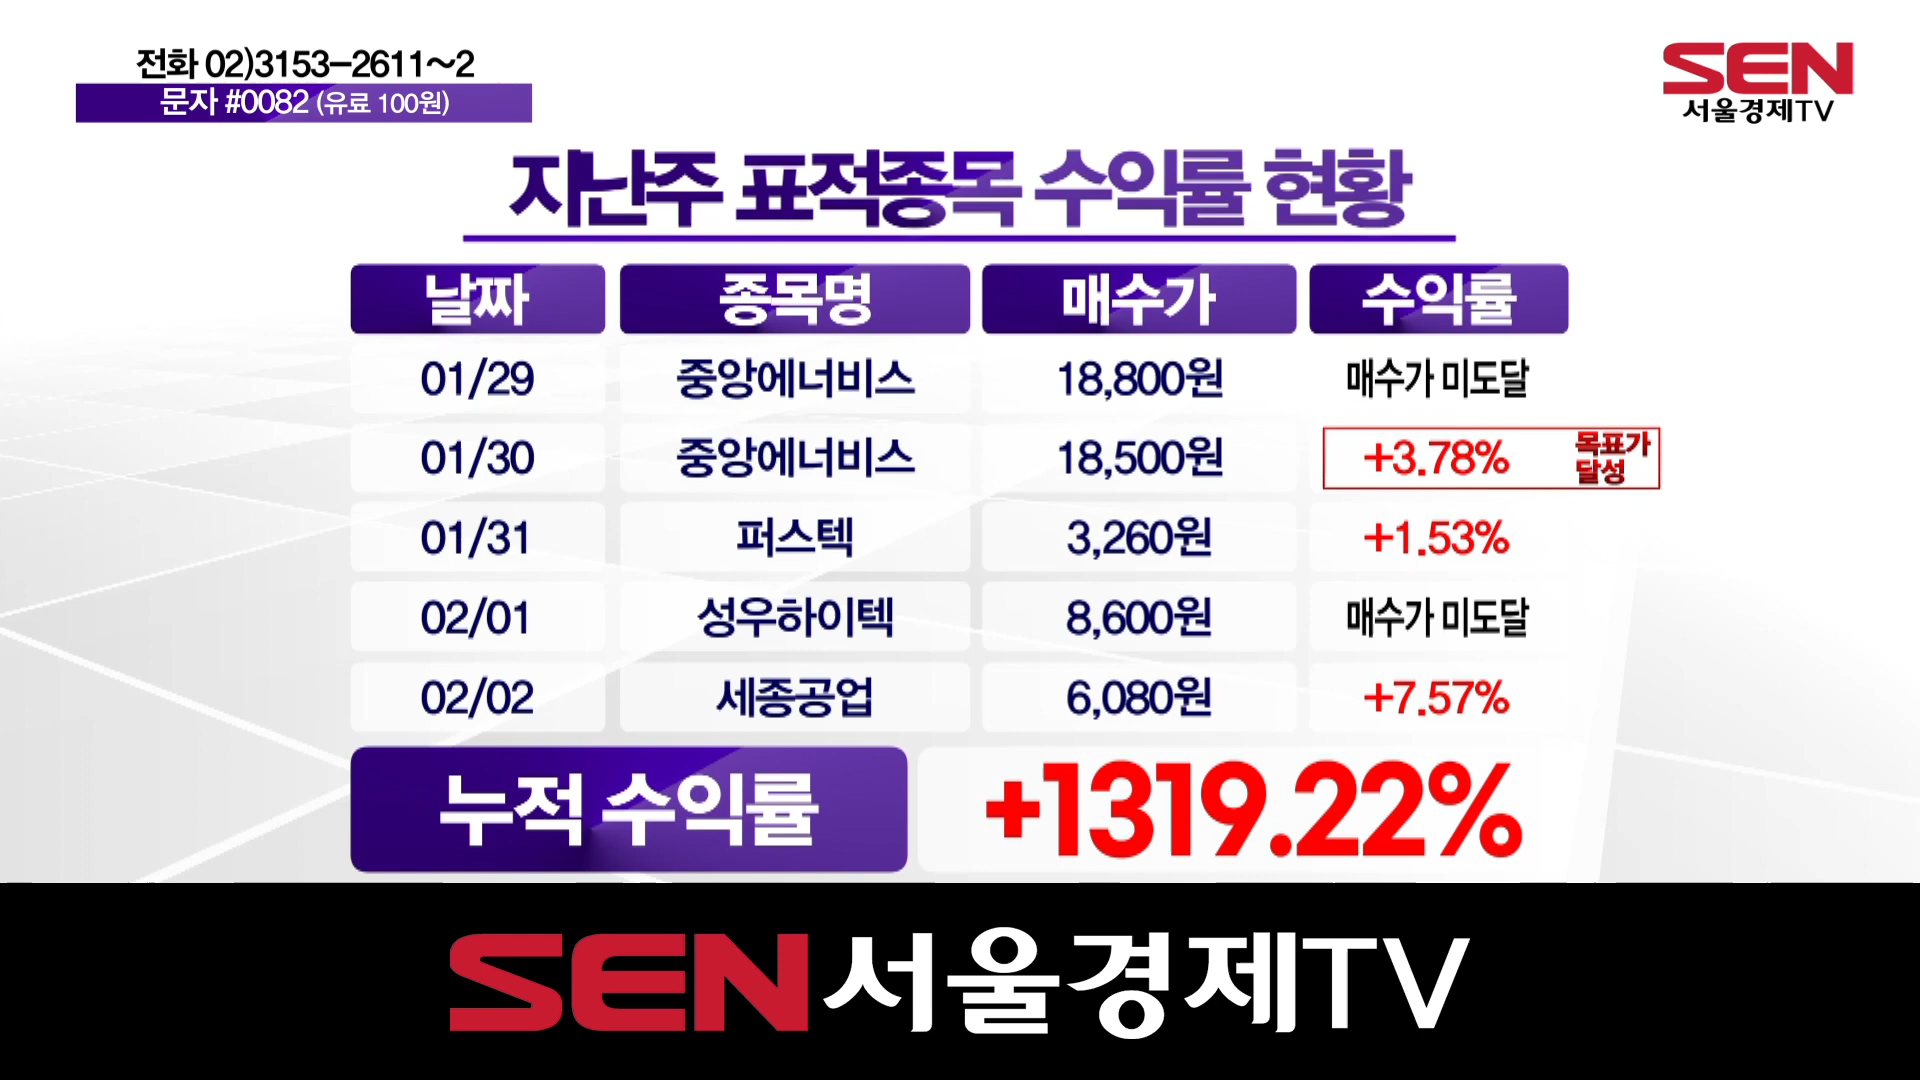 전화 02)3153-2611~2
문자 #0082 (유료 100원)
SEN
서울경제TV
지난주 표적종목 수익률 현황
날짜 종목명 매수가 수익률
01/29 중앙에너비스 18,800원 매수가 미도달
01/30 중앙에너비스 18,500원 +3.78% 목표가 달성
01/31 퍼스텍 3,260원 +1.53%
02/01 성우하이텍 8,600원 매수가 미도달
02/02 세종공업 6,080원 +7.57%
누적 수익률 +1319.22%
SEN서울경제TV